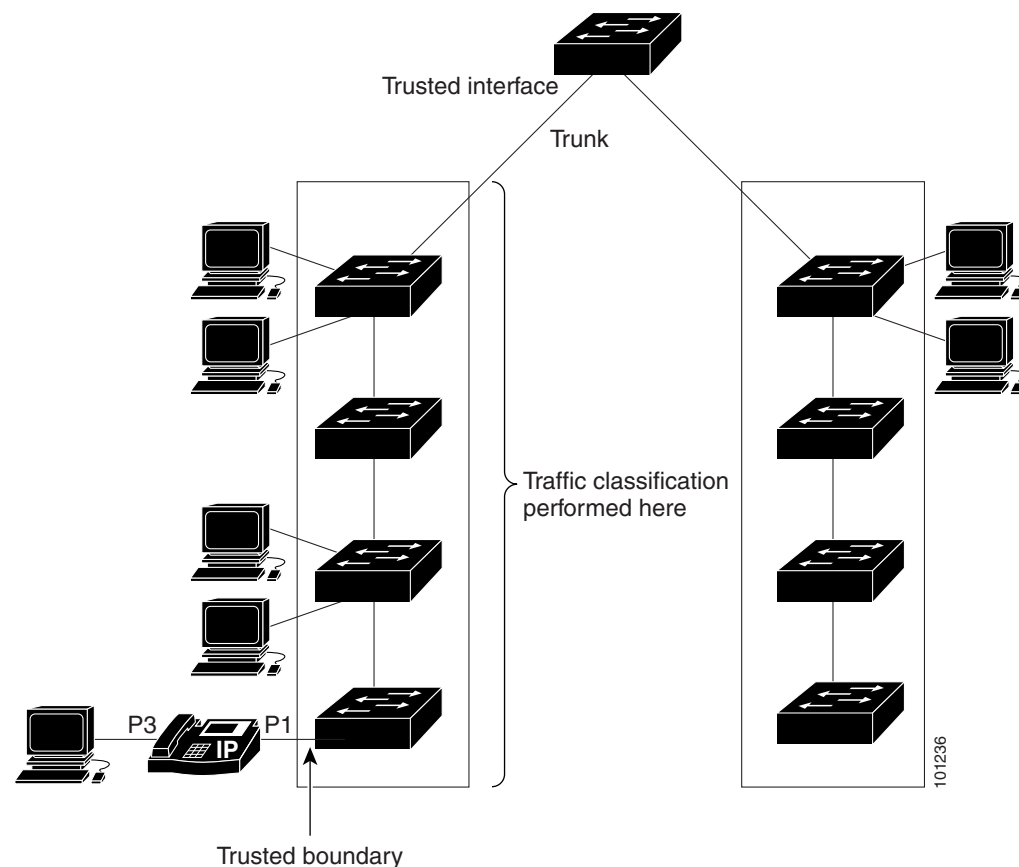 Trusted interface
Trunk
Traffic classification
performed here
P3
IP
P1
Trusted boundary
101236